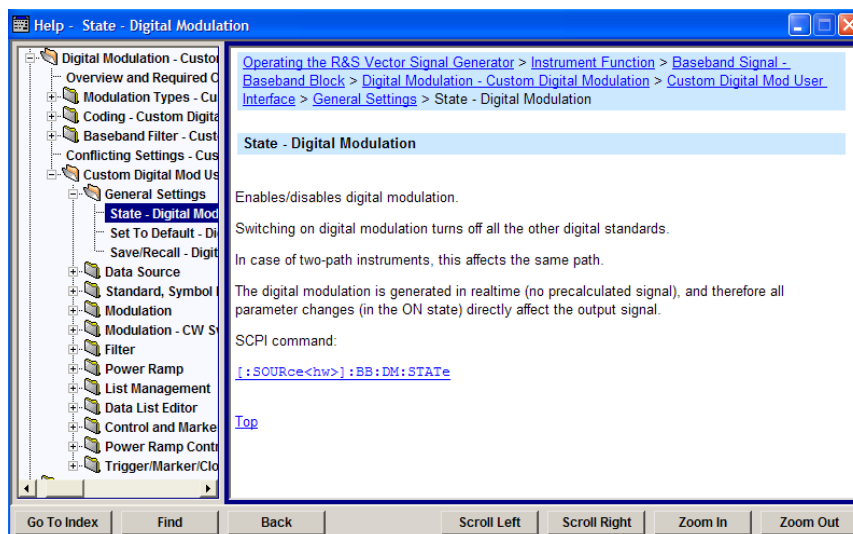 Help - State - Digital Modulation
Digital Modulation - Custo
Overview and Required C
Modulation Types - Cu
Coding - Custom Digita
Baseband Filter - Cust
Conflicting Settings - Cus
Custom Digital Mod Us
General Settings
State - Digital Mod
Set To Default - Di
Save/Recall - Digit
Data Source
Standard, Symbol
Modulation
Modulation - CW Sw
Filter
Power Ramp
List Management
Data List Editor
Control and Marke
Power Ramp Contr
Trigger/Marker/Clo
Operating the R&S Vector Signal Generator > Instrument Function > Baseband Signal -
Baseband Block > Digital Modulation - Custom Digital Modulation > Custom Digital Mod User
Interface > General Settings > State - Digital Modulation
State - Digital Modulation
Enables/disables digital modulation.
Switching on digital modulation turns off all the other digital standards.
In case of two-path instruments, this affects the same path.
The digital modulation is generated in realtime (no precalculated signal), and therefore all
parameter changes (in the ON state) directly affect the output signal.
SCPI command:
[:SOURce<hw>]:BB:DM:STATe
Top
Go To Index
Find
Back
Scroll Left
Scroll Right
Zoom In
Zoom Out